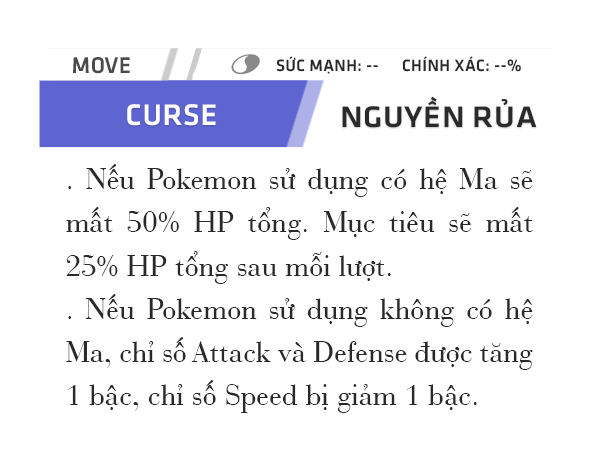 MOVE SỨC MẠNH: -- CHÍNH XÁC: --%
CURSE NGUYỀN RỦA
. Nếu Pokemon sử dụng có hệ Ma sẽ
mất 50% HP tổng. Mục tiêu sẽ mất
25% HP tổng sau mỗi lượt.
. Nếu Pokemon sử dụng không có hệ
Ma, chỉ số Attack và Defense được tăng
1 bậc, chỉ số Speed bị giảm 1 bậc.